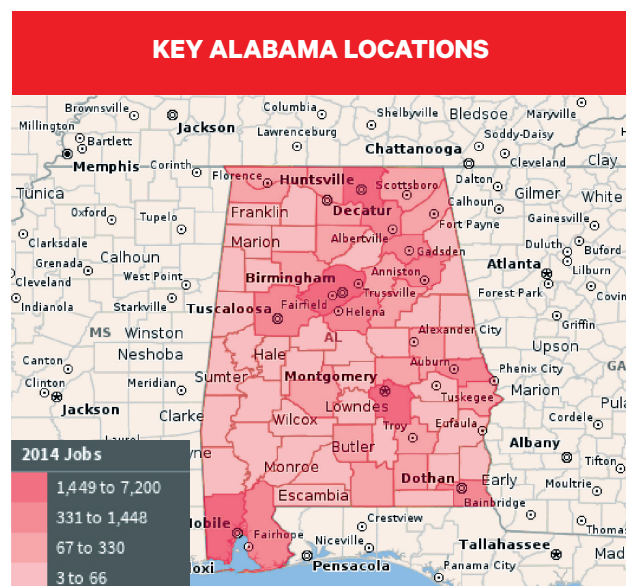 KEY ALABAMA LOCATIONS
Brownsville
Columbia
Shelbyville
Bledsoe
Maryville
Millington
Jackson
Lawrenceburg
Soddy-Daisy
Bartlett
Chattanooga
Memphis
Corinth
Cleveland
Clay
Florence
Huntsville
Scottsboro
Dalton
Tunica
Gilmer
White
Franklin
Decatur
Calhoun
Oxford
Tupelo
Fort Payne
Gainesville
Clarksdale
Marion
Albertville
Duluth
Buford
Calhoun
Gadsden
Grenada
Atlanta
Lilburn
West Point
Birmingham
Anniston
Cleveland
Trussville
Forest Park
Indianola
Starkville
Tuscaloosa
Fairfield
Helena
Griffin
MS
Winston
AL
Alexander City
Neshoba
Hale
Upson
Canton
Auburn
Phenix City
GA
Clinton
Meridian
Sumter
Montgomery
Marion
Jackson
Lowndes
Tuskegee
Clarke
Wilcox
Troy
Eufaula
Cordele
Albany
Butler
2014 Jobs
Monroe
Tifton
1,449 to 7,200
Dothan
Early
Moultrie
Escambia
Bainbridge
331 to 1,448
Crestview
67 to 330
Fairhope
Niceville
Tallahassee
Pensacola
Panama City
3 to 66